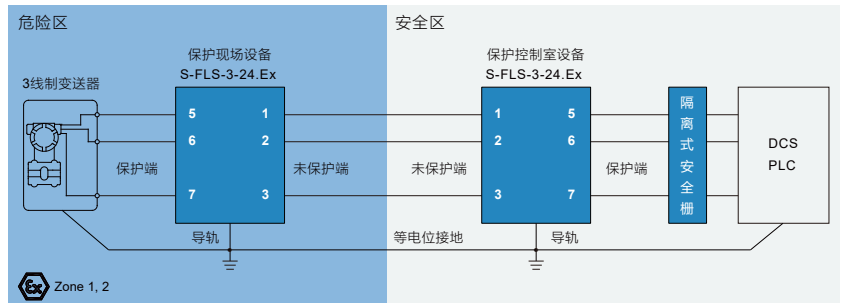 危险区
安全区
保护现场设备
S-FLS-3-24.Ex
保护控制室设备
S-FLS-3-24.Ex
3线制变送器
5 1
6 2
7 3
保护端
未保护端
未保护端
1 5
2 6
3 7
保护端
隔离式安全栅
DCS
PLC
导轨
等电位接地
导轨
Ex Zone 1, 2